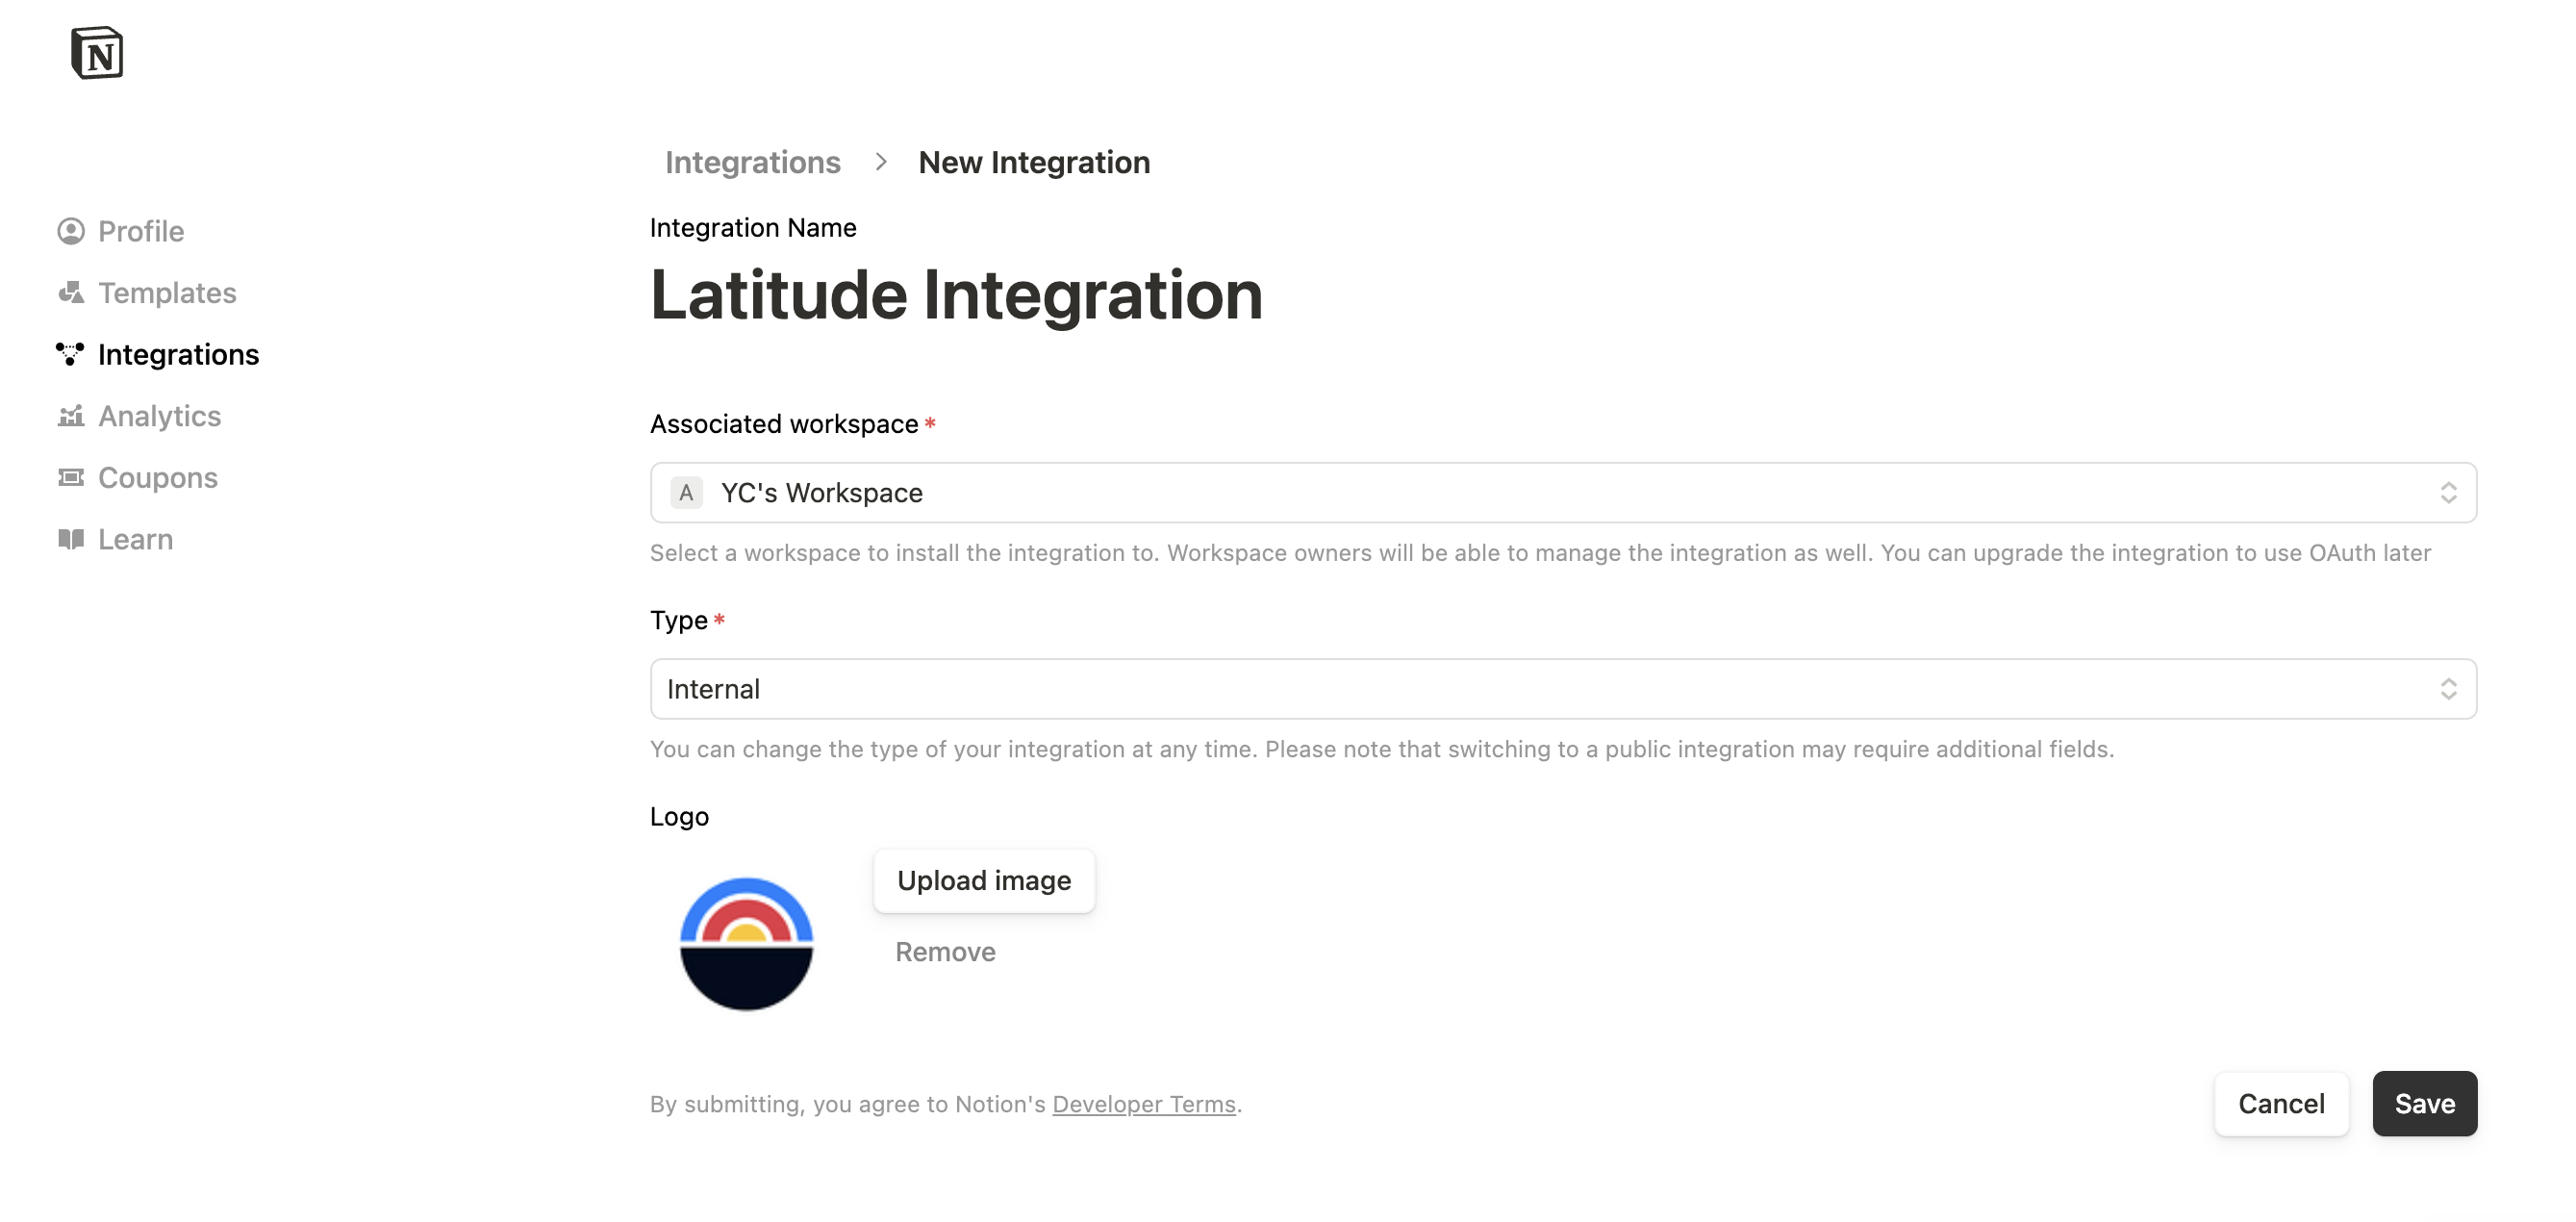 N
Integrations > New Integration
Profile
Templates
Integrations
Analytics
Coupons
Learn
Integration Name
Latitude Integration
Associated workspace*
A YC's Workspace
Select a workspace to install the integration to. Workspace owners will be able to manage the integration as well. You can upgrade the integration to use OAuth later
Type*
Internal
You can change the type of your integration at any time. Please note that switching to a public integration may require additional fields.
Logo
Upload image
Remove
By submitting, you agree to Notion's Developer Terms.
Cancel
Save